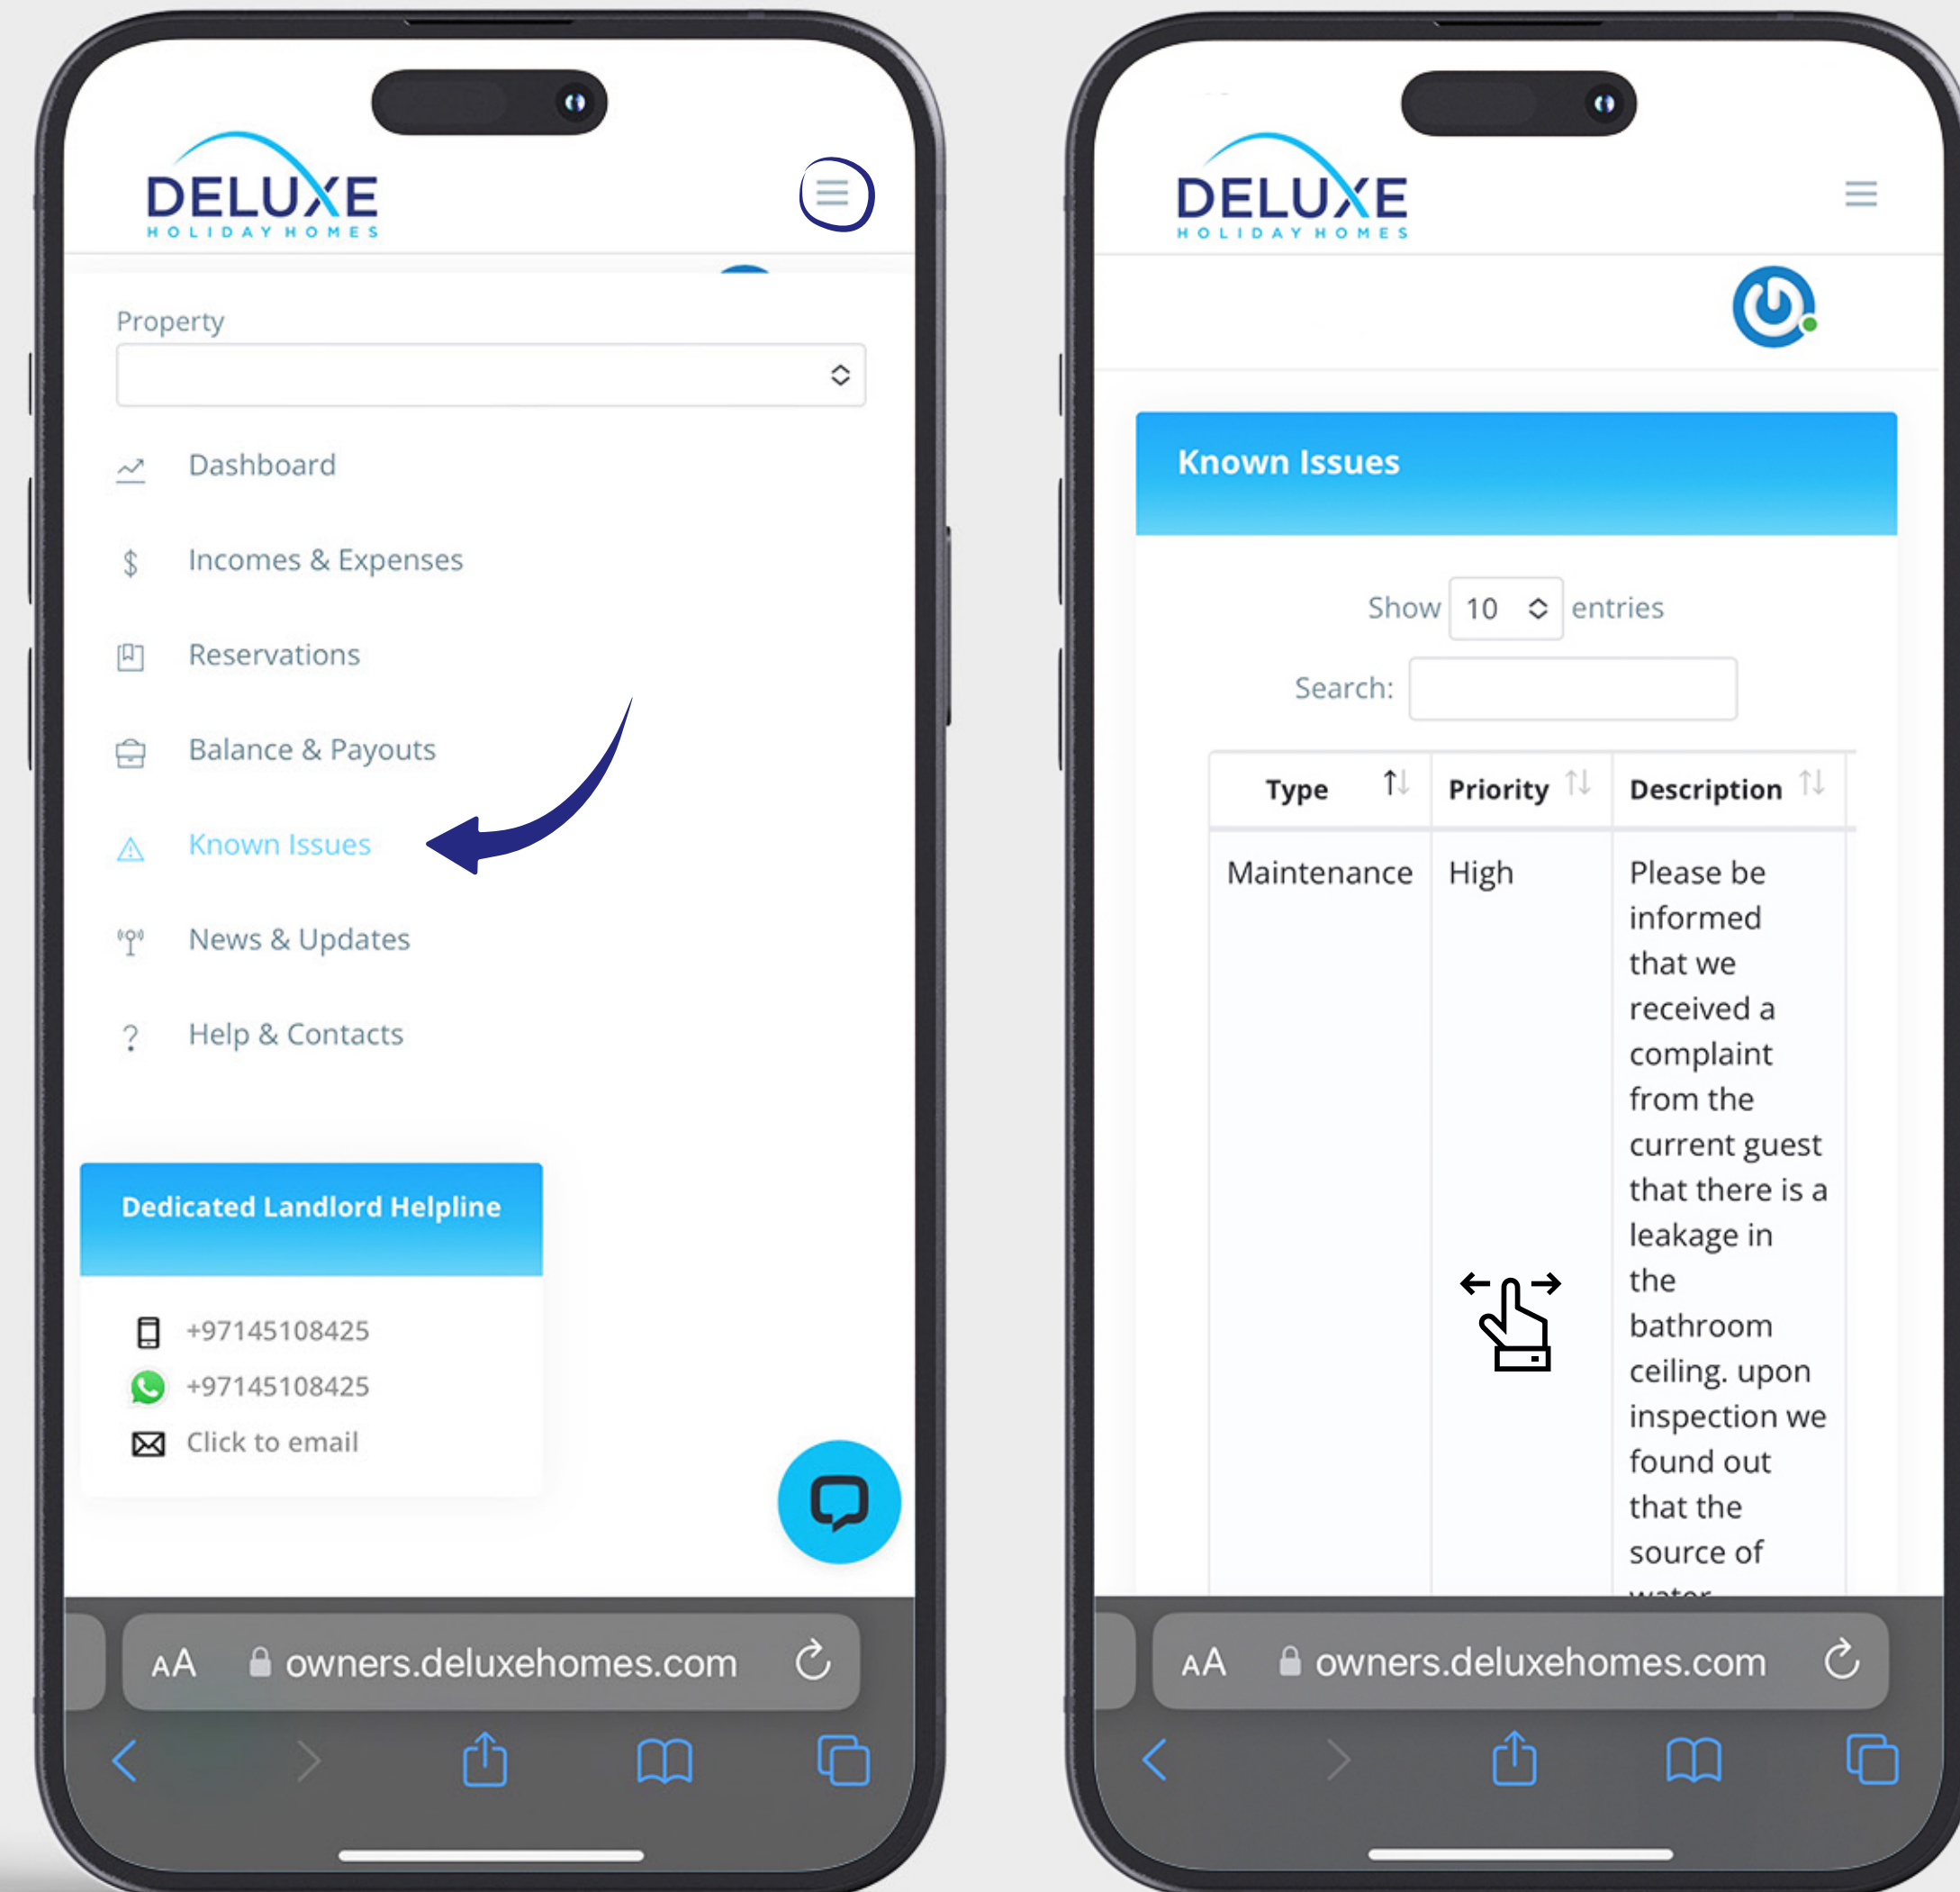 DELUXE
HOLIDAY HOMES
Property
Dashboard
$ Incomes & Expenses
Reservations
Balance & Payouts
Known Issues
News & Updates
? Help & Contacts
Dedicated Landlord Helpline
+97145108425
+97145108425
Click to email
AA owners.deluxehomes.com
DELUXE
HOLIDAY HOMES
Known Issues
Show 10 entries
Search:
Type Priority Description
Maintenance High Please be
informed
that we
received a
complaint
from the
current guest
that there is a
leakage in
the
bathroom
ceiling. upon
inspection we
found out
that the
source of
water
AA owners.deluxehomes.com